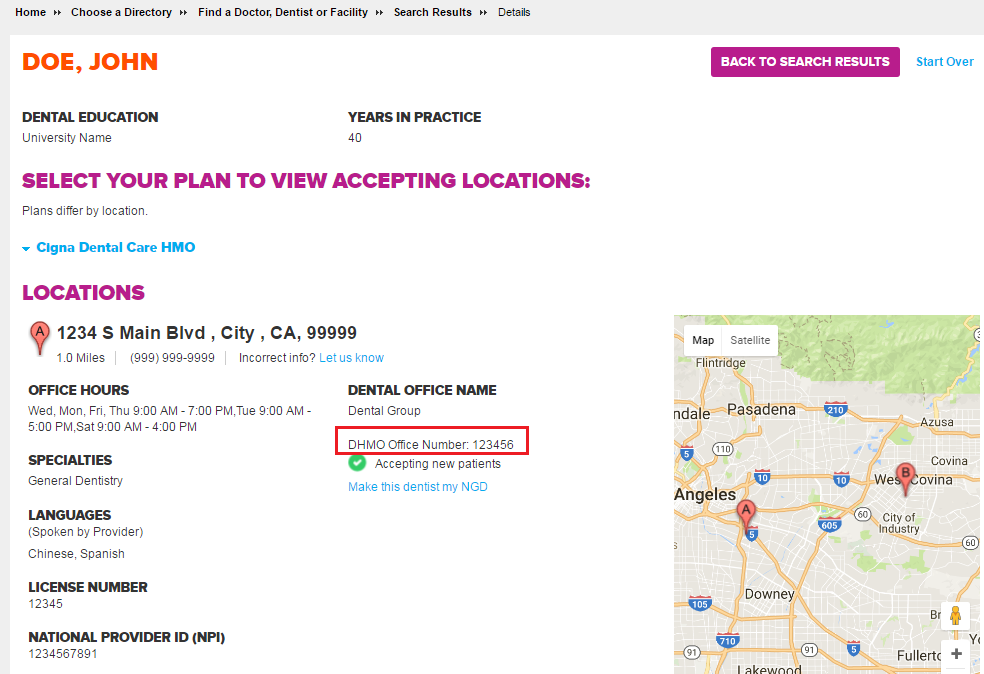 Home ›› Choose a Directory ›› Find a Doctor, Dentist or Facility ›› Search Results ›› Details
DOE, JOHN
BACK TO SEARCH RESULTS
Start Over
DENTAL EDUCATION
University Name
YEARS IN PRACTICE
40
SELECT YOUR PLAN TO VIEW ACCEPTING LOCATIONS:
Plans differ by location.
Cigna Dental Care HMO
LOCATIONS
A
1234 S Main Blvd , City , CA, 99999
1.0 Miles | (999) 999-9999 | Incorrect info? Let us know
OFFICE HOURS
Wed, Mon, Fri, Thu 9:00 AM - 7:00 PM,Tue 9:00 AM -
5:00 PM,Sat 9:00 AM - 4:00 PM
SPECIALTIES
General Dentistry
LANGUAGES
(Spoken by Provider)
Chinese, Spanish
LICENSE NUMBER
12345
NATIONAL PROVIDER ID (NPI)
1234567891
DENTAL OFFICE NAME
Dental Group
DHMO Office Number: 123456
Accepting new patients
Make this dentist my NGD
Map
Satellite
Flintridge
ndale
Pasadena
210
Azusa
5
110
Covina
10
10
B
West Covina
Angeles
A
60
City of
Industry
605
5
60
Downey
105
Br
710
91
91
5
Fullerto
Y
Lakewood
+